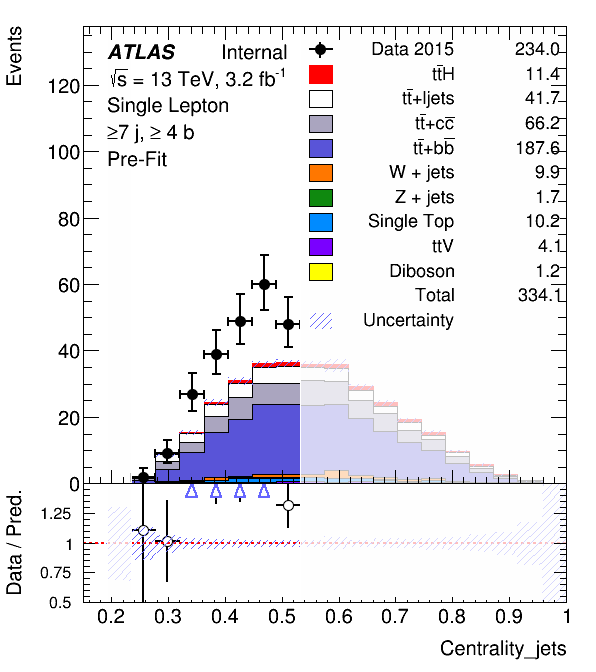 Events
ATLAS Internal
√s = 13 TeV, 3.2 fb⁻¹
Single Lepton
≥7 j, ≥ 4 b
Pre-Fit
Data 2015 234.0
tt̄H 11.4
tt̄+ljets 41.7
tt̄+cc̄ 66.2
tt̄+bb̄ 187.6
W + jets 9.9
Z + jets 1.7
Single Top 10.2
ttV 4.1
Diboson 1.2
Total 334.1
Uncertainty
120
100
80
60
40
20
0
Data / Pred.
1.25
1
0.75
0.5
0.2 0.3 0.4 0.5 0.6 0.7 0.8 0.9 1
Centrality_jets